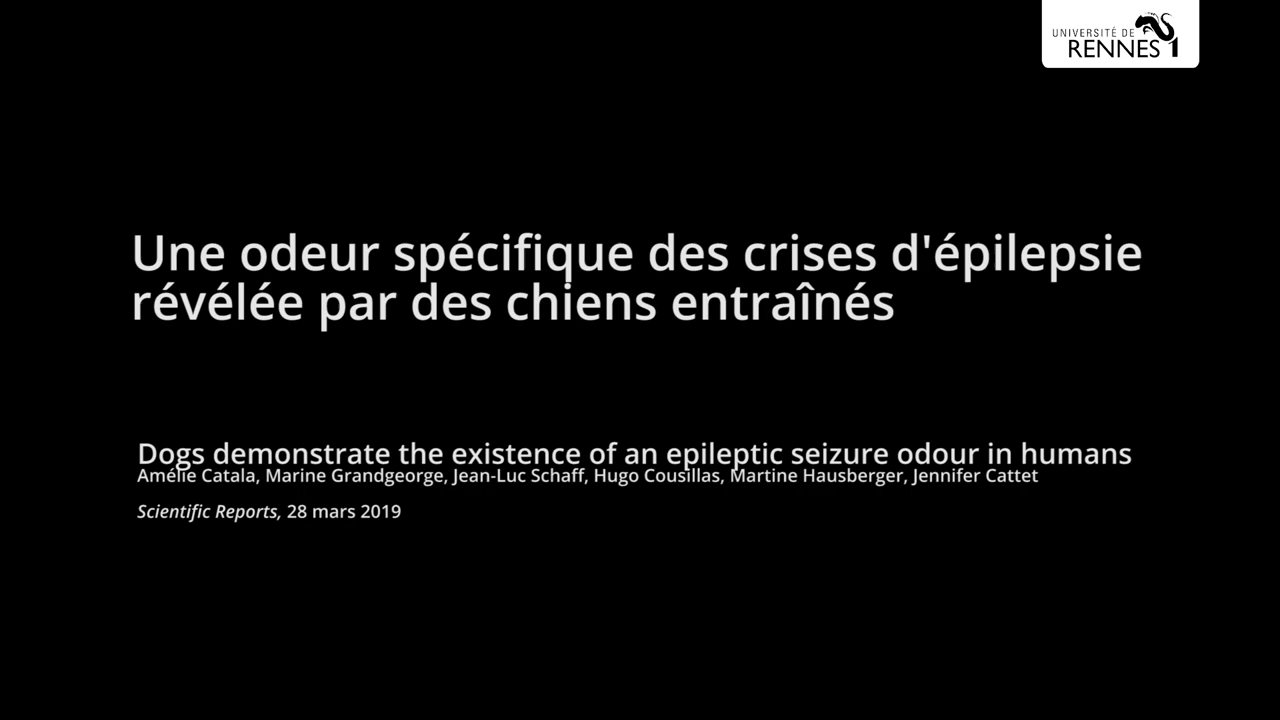 UNIVERSITÉ DE
RENNES 1
Une odeur spécifique des crises d'épilepsie
révélée par des chiens entraînés
Dogs demonstrate the existence of an epileptic seizure odour in humans
Amélie Catala, Marine Grandgeorge, Jean-Luc Schaff, Hugo Cousillas, Martine Hausberger, Jennifer Cattet
Scientific Reports, 28 mars 2019